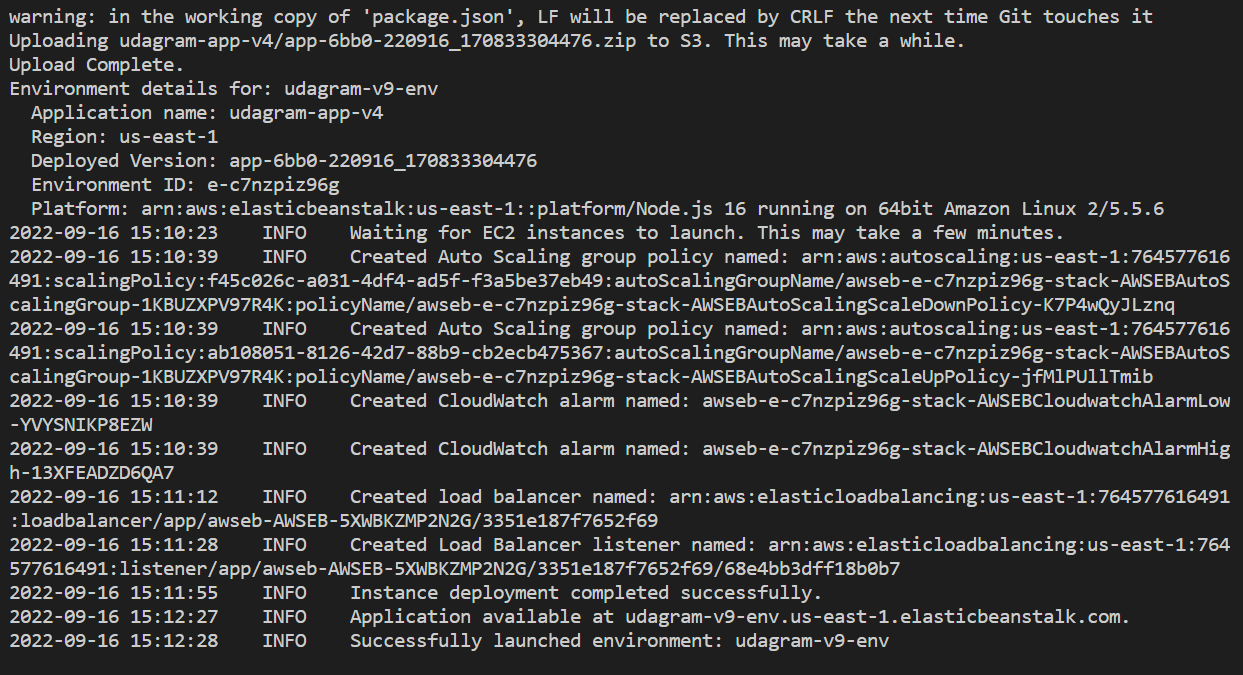 warning: in the working copy of 'package.json', LF will be replaced by CRLF the next time Git touches it
Uploading udagram-app-v4/app-6bb0-220916_170833304476.zip to S3. This may take a while.
Upload Complete.
Environment details for: udagram-v9-env
  Application name: udagram-app-v4
  Region: us-east-1
  Deployed Version: app-6bb0-220916_170833304476
  Environment ID: e-c7nzpiz96g
  Platform: arn:aws:elasticbeanstalk:us-east-1::platform/Node.js 16 running on 64bit Amazon Linux 2/5.5.6
2022-09-16 15:10:23    INFO    Waiting for EC2 instances to launch. This may take a few minutes.
2022-09-16 15:10:39    INFO    Created Auto Scaling group policy named: arn:aws:autoscaling:us-east-1:764577616
491:scalingPolicy:f45c026c-a031-4df4-ad5f-f3a5be37eb49:autoScalingGroupName/awseb-e-c7nzpiz96g-stack-AWSEBAutoS
calingGroup-1KBUZXPV97R4K:policyName/awseb-e-c7nzpiz96g-stack-AWSEBAutoScalingScaleDownPolicy-K7P4wQyJLznq
2022-09-16 15:10:39    INFO    Created Auto Scaling group policy named: arn:aws:autoscaling:us-east-1:764577616
491:scalingPolicy:ab108051-8126-42d7-88b9-cb2ecb475367:autoScalingGroupName/awseb-e-c7nzpiz96g-stack-AWSEBAutoS
calingGroup-1KBUZXPV97R4K:policyName/awseb-e-c7nzpiz96g-stack-AWSEBAutoScalingScaleUpPolicy-jfMlPUllTmib
2022-09-16 15:10:39    INFO    Created CloudWatch alarm named: awseb-e-c7nzpiz96g-stack-AWSEBCloudwatchAlarmLow
-YVYSNIKP8EZW
2022-09-16 15:10:39    INFO    Created CloudWatch alarm named: awseb-e-c7nzpiz96g-stack-AWSEBCloudwatchAlarmHig
h-13XFEADZD6QA7
2022-09-16 15:11:12    INFO    Created load balancer named: arn:aws:elasticloadbalancing:us-east-1:764577616491
:loadbalancer/app/awseb-AWSEB-5XWBKZMP2N2G/3351e187f7652f69
2022-09-16 15:11:28    INFO    Created Load Balancer listener named: arn:aws:elasticloadbalancing:us-east-1:764
577616491:listener/app/awseb-AWSEB-5XWBKZMP2N2G/3351e187f7652f69/68e4bb3dff18b0b7
2022-09-16 15:11:55    INFO    Instance deployment completed successfully.
2022-09-16 15:12:27    INFO    Application available at udagram-v9-env.us-east-1.elasticbeanstalk.com.
2022-09-16 15:12:28    INFO    Successfully launched environment: udagram-v9-env